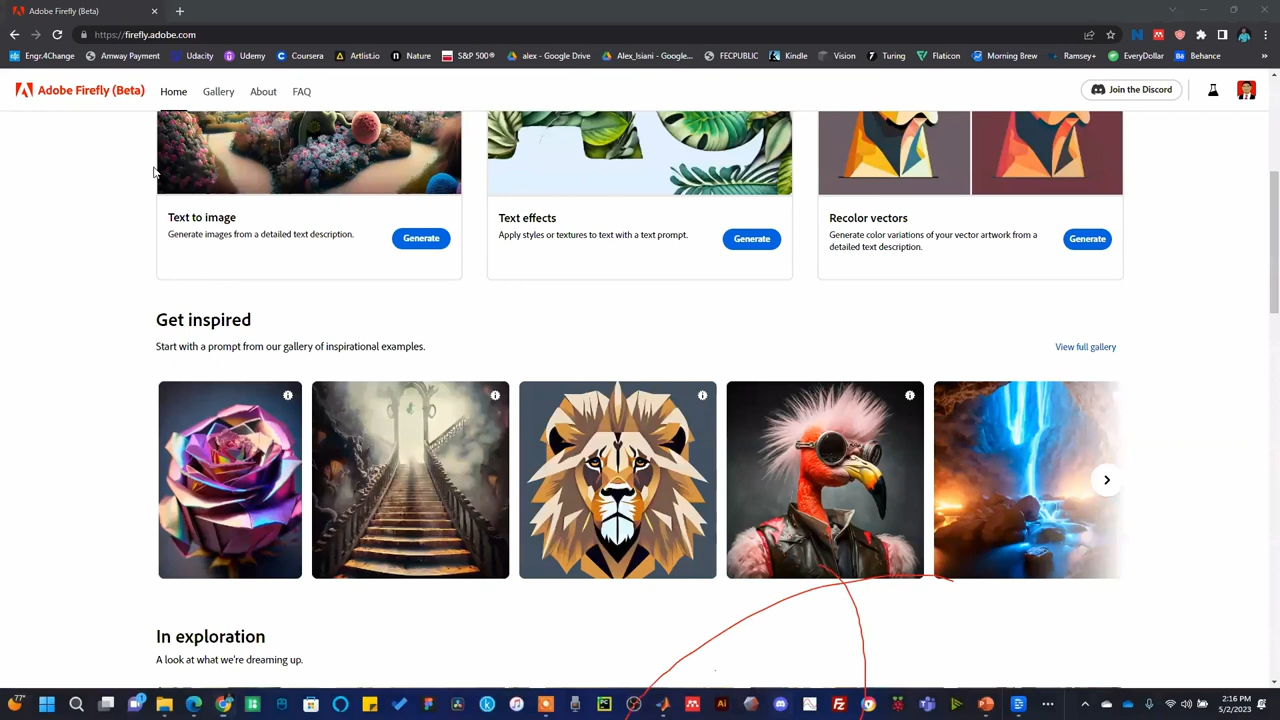 Adobe Firefly (Beta)
https://firefly.adobe.com
Engr.4Change Amway Payment Udacity Udemy Coursera Artlist.io Nature S&P 500® alex - Google Drive Alex_Isiani - Googl... FECPUBLIC Kindle Vision Turing Flaticon Morning Brew Ramsey+ EveryDollar Behance
Adobe Firefly (Beta) Home Gallery About FAQ Join the Discord
Text to image
Generate images from a detailed text description.
Generate
Text effects
Apply styles or textures to text with a text prompt.
Generate
Recolor vectors
Generate color variations of your vector artwork from a
detailed text description.
Generate
Get inspired
Start with a prompt from our gallery of inspirational examples.
View full gallery
In exploration
A look at what we're dreaming up.
77°
2:16 PM
5/2/2023